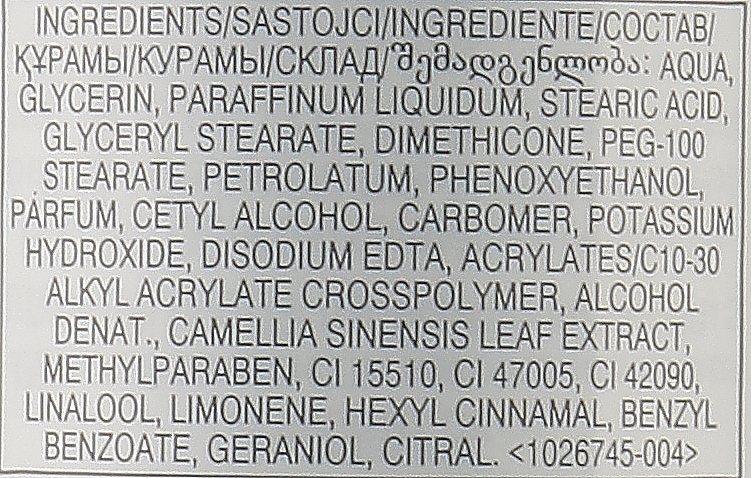 INGREDIENTS/SASTOJCI/INGREDIENTE/СОСТАВ/
ҚҰРАМЫ/КУРАМЫ/СКЛАД/შემადგენლობა: AQUA,
GLYCERIN, PARAFFINUM LIQUIDUM, STEARIC ACID,
GLYCERYL STEARATE, DIMETHICONE, PEG-100
STEARATE, PETROLATUM, PHENOXYETHANOL,
PARFUM, CETYL ALCOHOL, CARBOMER, POTASSIUM
HYDROXIDE, DISODIUM EDTA, ACRYLATES/C10-30
ALKYL ACRYLATE CROSSPOLYMER, ALCOHOL
DENAT., CAMELLIA SINENSIS LEAF EXTRACT,
METHYLPARABEN, CI 15510, CI 47005, CI 42090,
LINALOOL, LIMONENE, HEXYL CINNAMAL, BENZYL
BENZOATE, GERANIOL, CITRAL. <1026745-004>